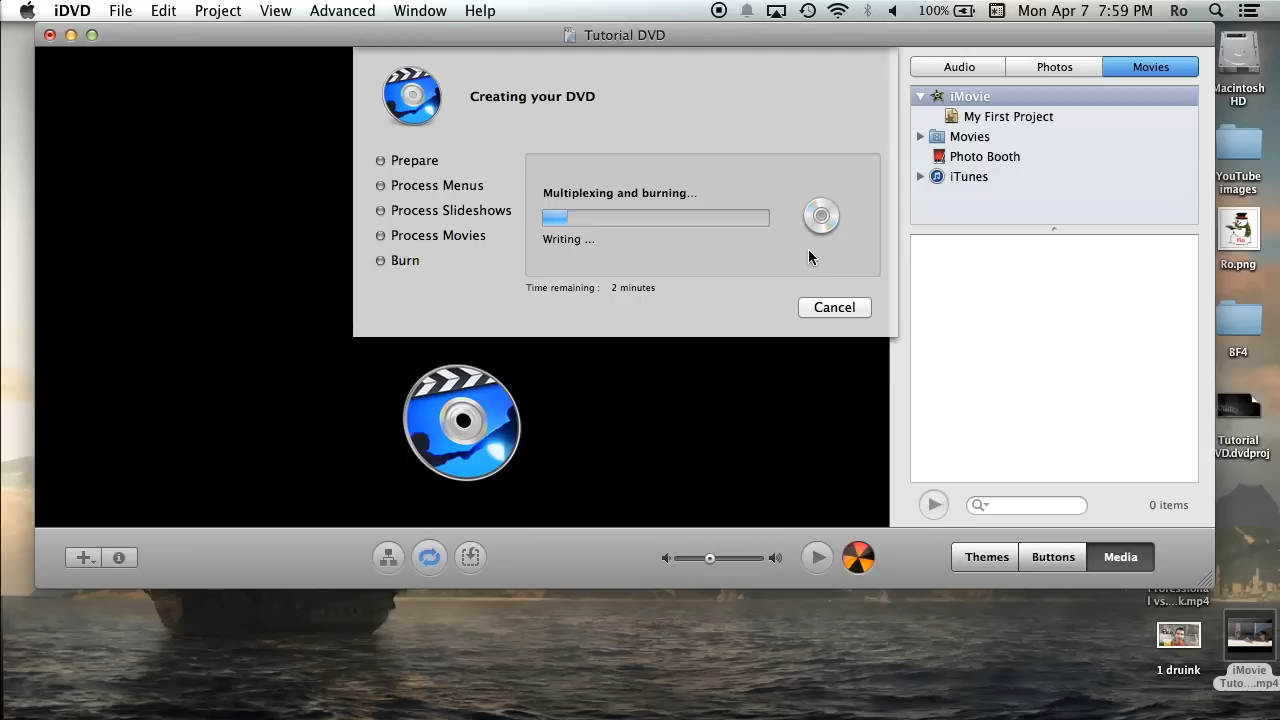 iDVD File Edit Project View Advanced Window Help 100% Mon Apr 7 7:59 PM Ro
Tutorial DVD
Creating your DVD
Prepare
Process Menus
Process Slideshows
Process Movies
Burn
Multiplexing and burning...
Writing ...
Time remaining : 2 minutes
Cancel
Audio Photos Movies
iMovie
My First Project
Movies
Photo Booth
iTunes
0 items
Themes Buttons Media
Macintosh
HD
YouTube
images
Ro.png
BF4
Tutorial
VD.dvdproj
l vs....k.mp4
1 druink
iMovie
Tuto....mp4